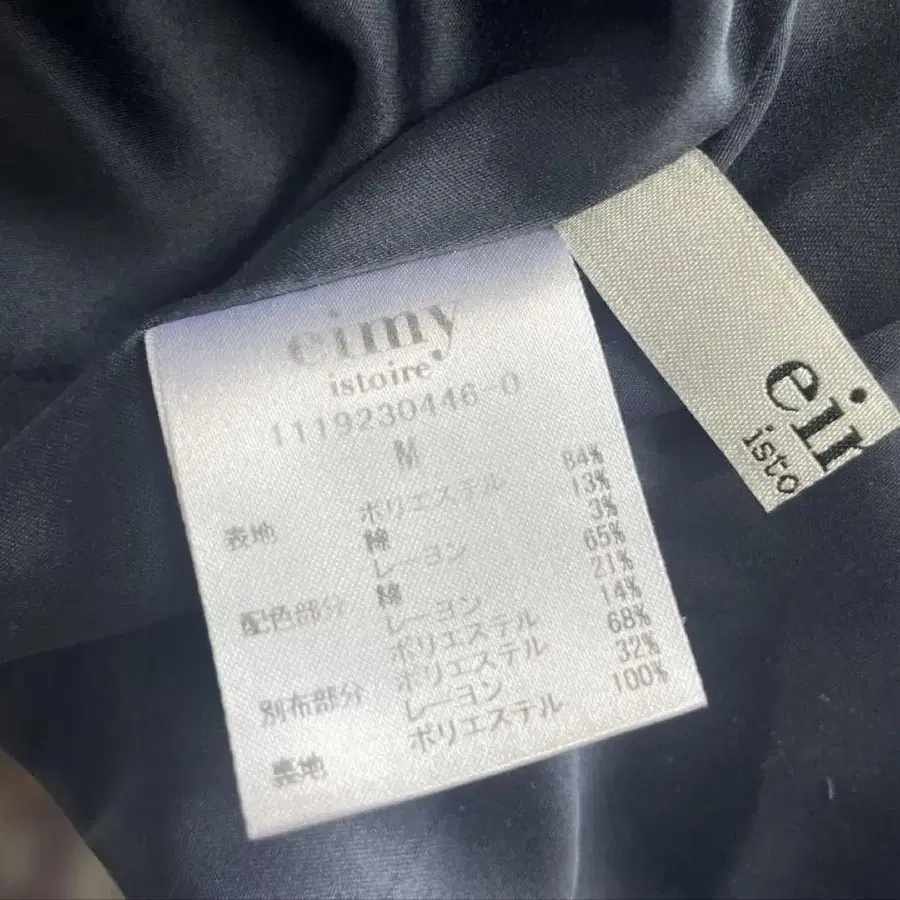 eimy
istoire
1119230446-0
M
表地 ポリエステル 84%
綿 13%
レーヨン 3%
配色部分 綿 65%
レーヨン 21%
ポリエステル 14%
別布部分 ポリエステル 68%
レーヨン 32%
裏地 ポリエステル 100%
eim
isto